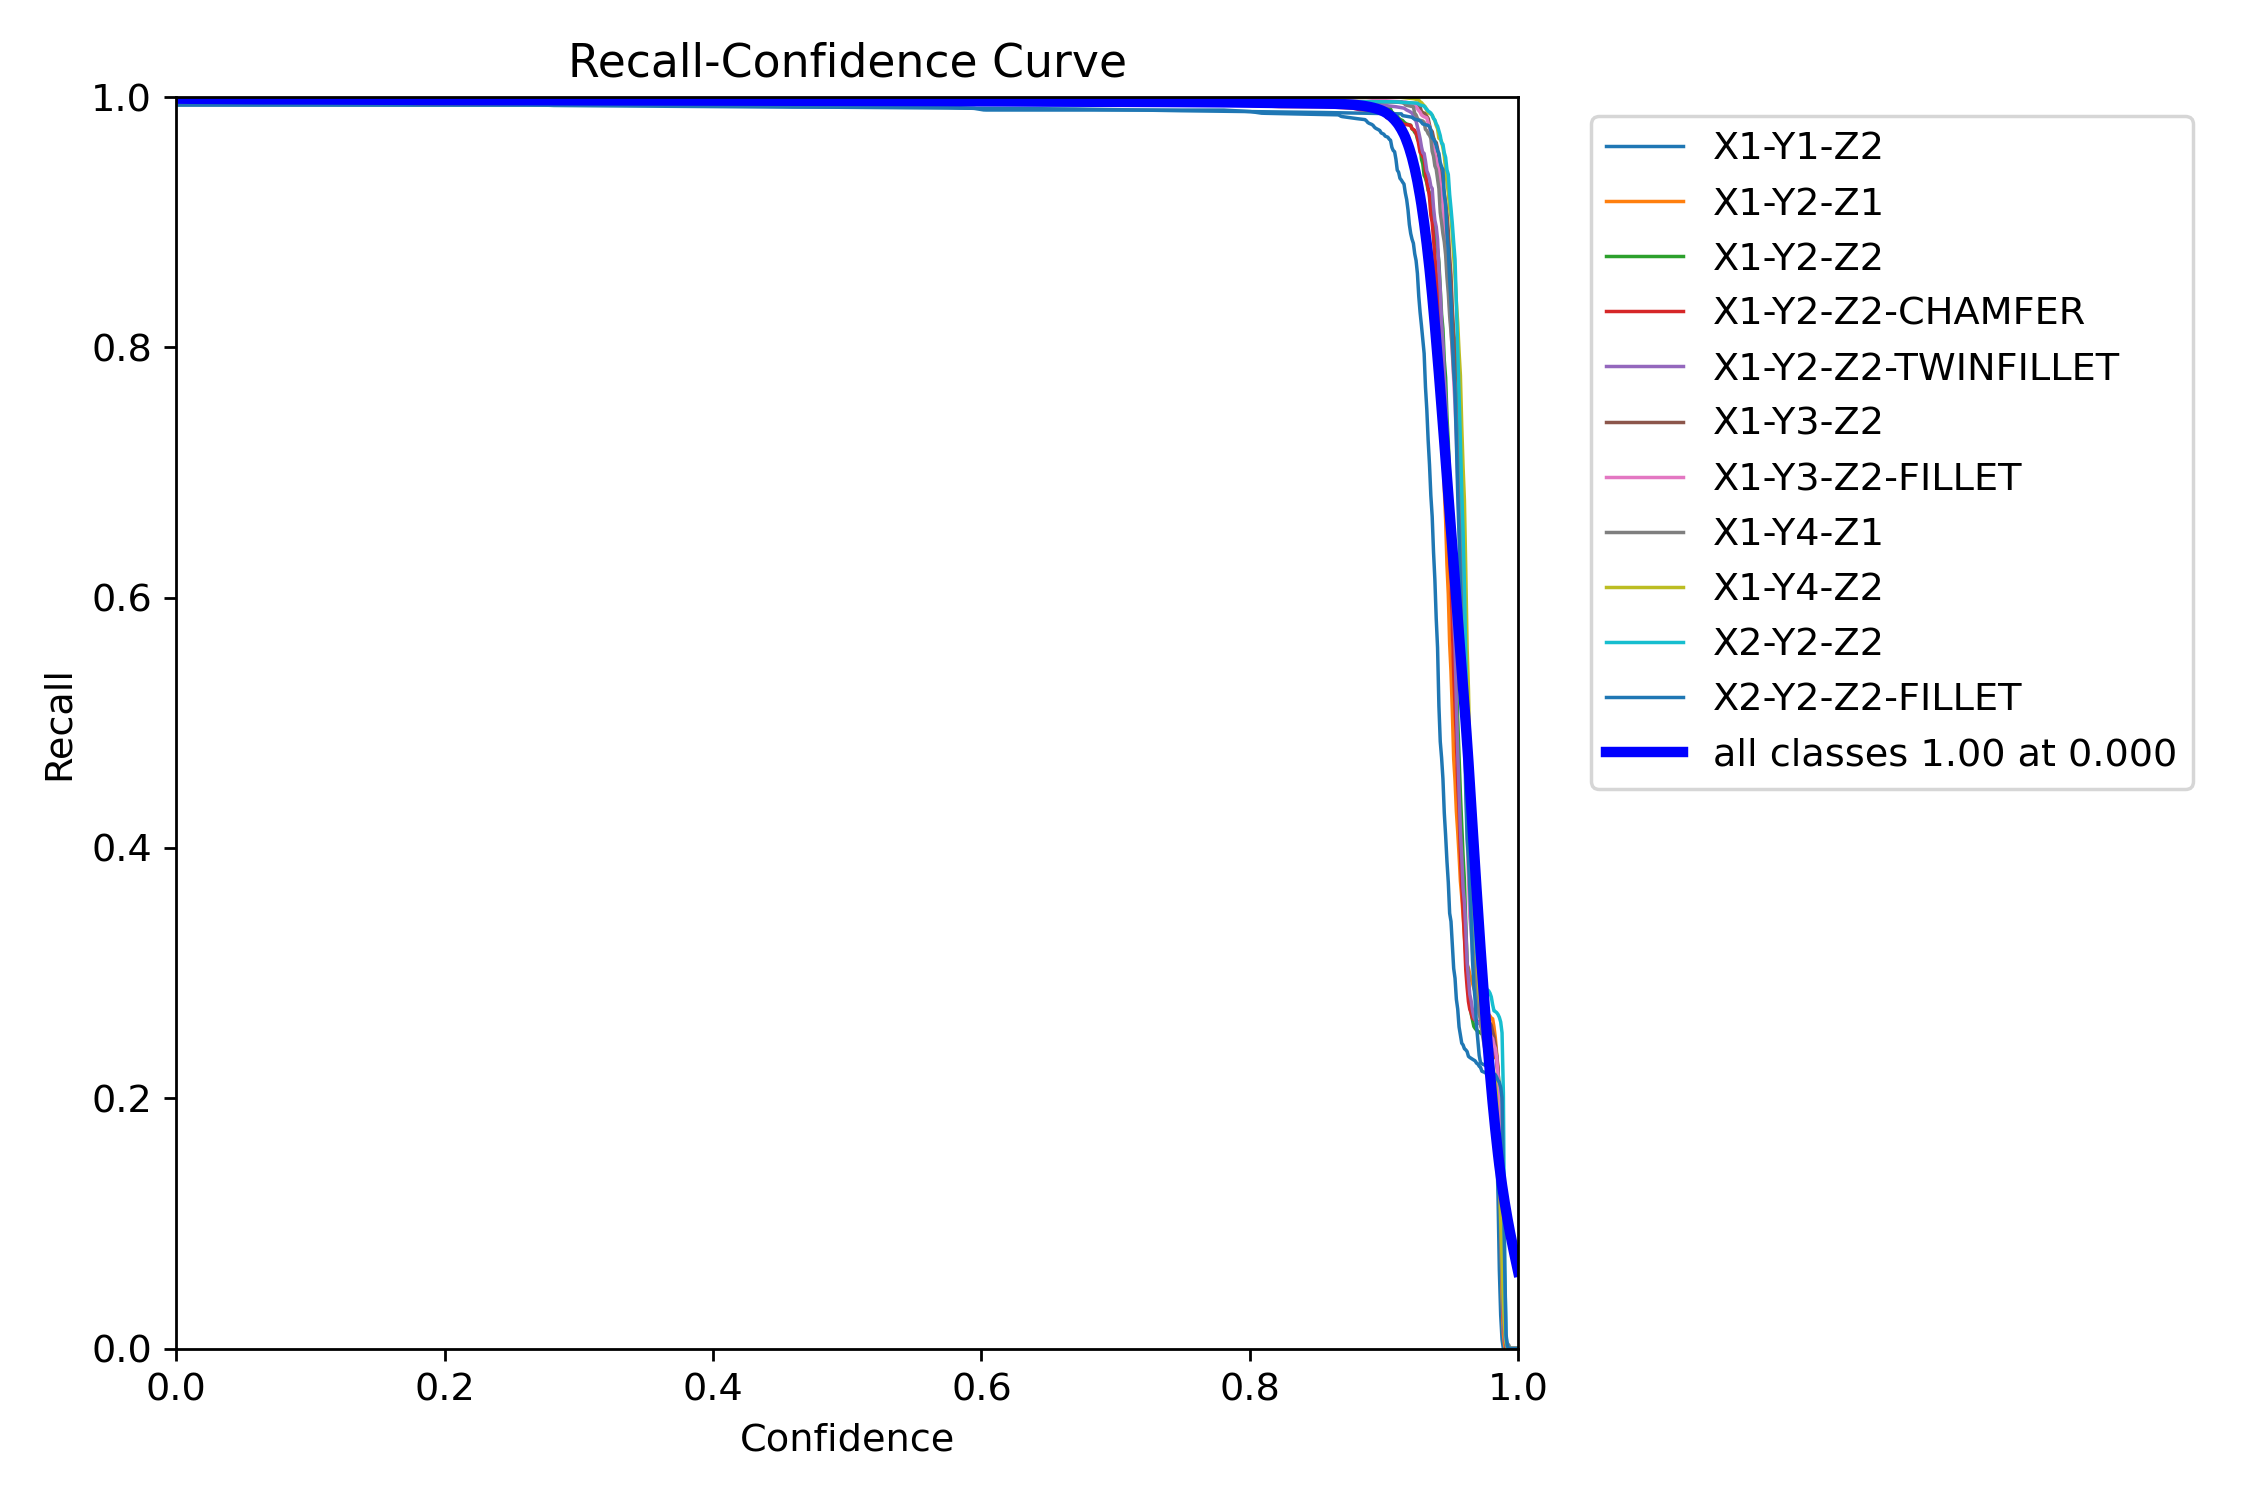 Recall-Confidence Curve
1.0
0.8
0.6
0.4
0.2
0.0
Recall
0.0 0.2 0.4 0.6 0.8 1.0
Confidence
X1-Y1-Z2
X1-Y2-Z1
X1-Y2-Z2
X1-Y2-Z2-CHAMFER
X1-Y2-Z2-TWINFILLET
X1-Y3-Z2
X1-Y3-Z2-FILLET
X1-Y4-Z1
X1-Y4-Z2
X2-Y2-Z2
X2-Y2-Z2-FILLET
all classes 1.00 at 0.000